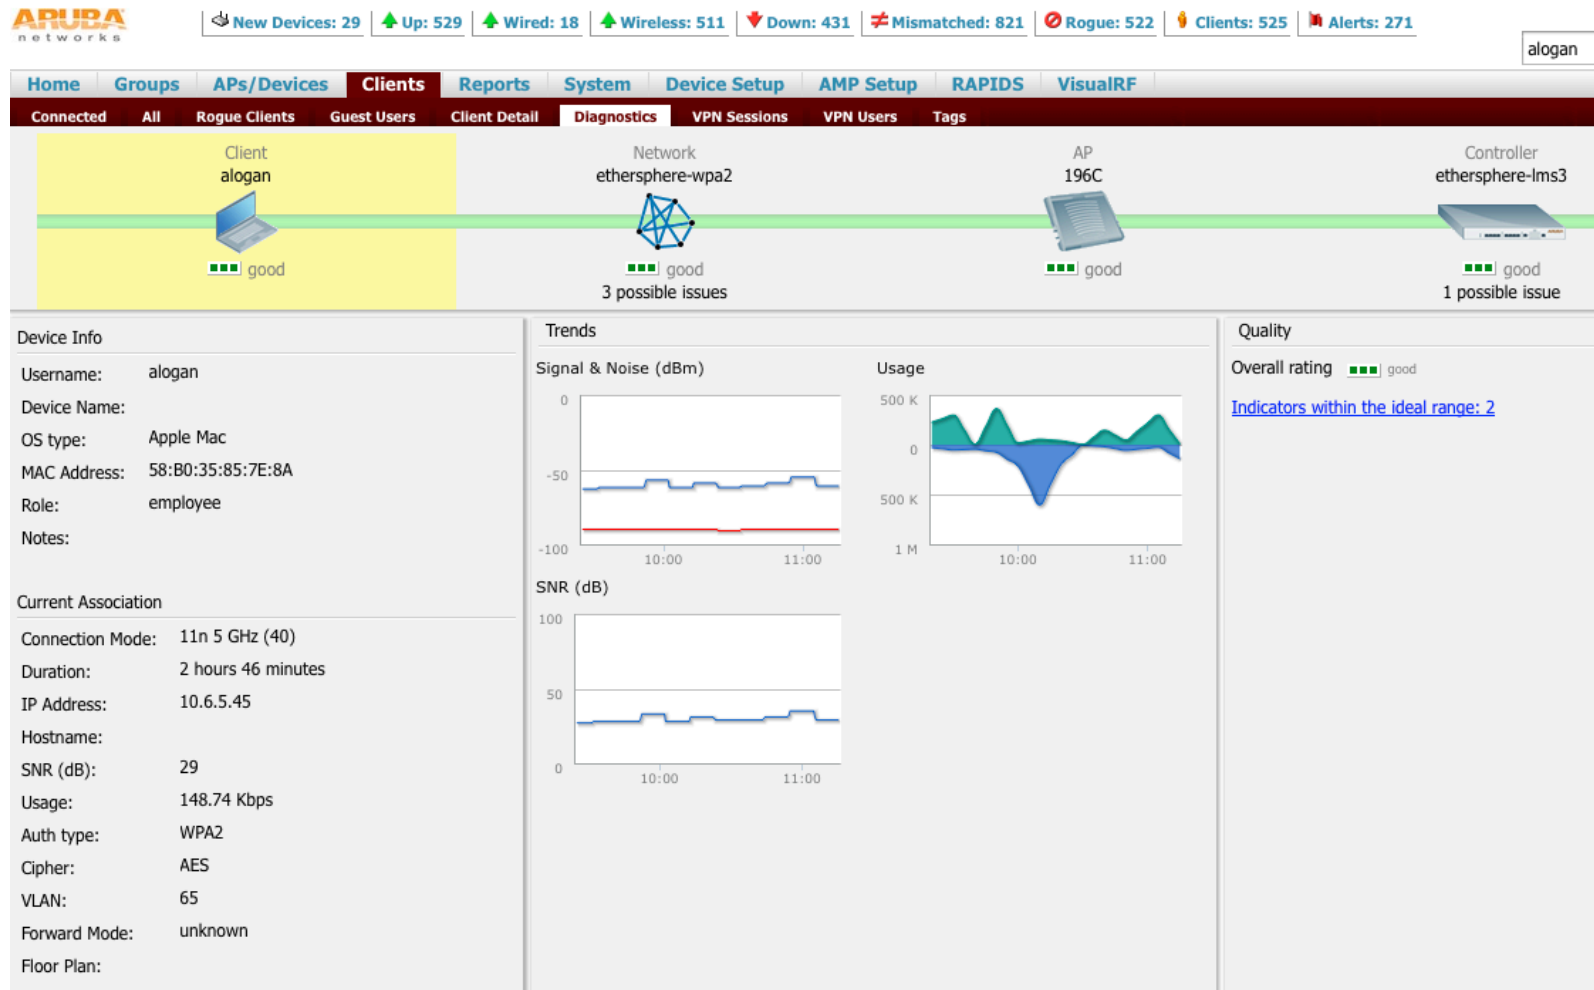 ARUBA
networks
New Devices: 29 Up: 529 Wired: 18 Wireless: 511 Down: 431 Mismatched: 821 Rogue: 522 Clients: 525 Alerts: 271
alogan
Home Groups APs/Devices Clients Reports System Device Setup AMP Setup RAPIDS VisualRF
Connected All Rogue Clients Guest Users Client Detail Diagnostics VPN Sessions VPN Users Tags
Client Network AP Controller
alogan ethersphere-wpa2 196C ethersphere-lms3
good good good good
3 possible issues 1 possible issue
Device Info
Username: alogan
Device Name:
OS type: Apple Mac
MAC Address: 58:B0:35:85:7E:8A
Role: employee
Notes:
Current Association
Connection Mode: 11n 5 GHz (40)
Duration: 2 hours 46 minutes
IP Address: 10.6.5.45
Hostname:
SNR (dB): 29
Usage: 148.74 Kbps
Auth type: WPA2
Cipher: AES
VLAN: 65
Forward Mode: unknown
Floor Plan:
Trends
Signal & Noise (dBm)
0
-50
-100
10:00 11:00
Usage
500 K
0
500 K
1 M
10:00 11:00
SNR (dB)
100
50
0
10:00 11:00
Quality
Overall rating good
Indicators within the ideal range: 2